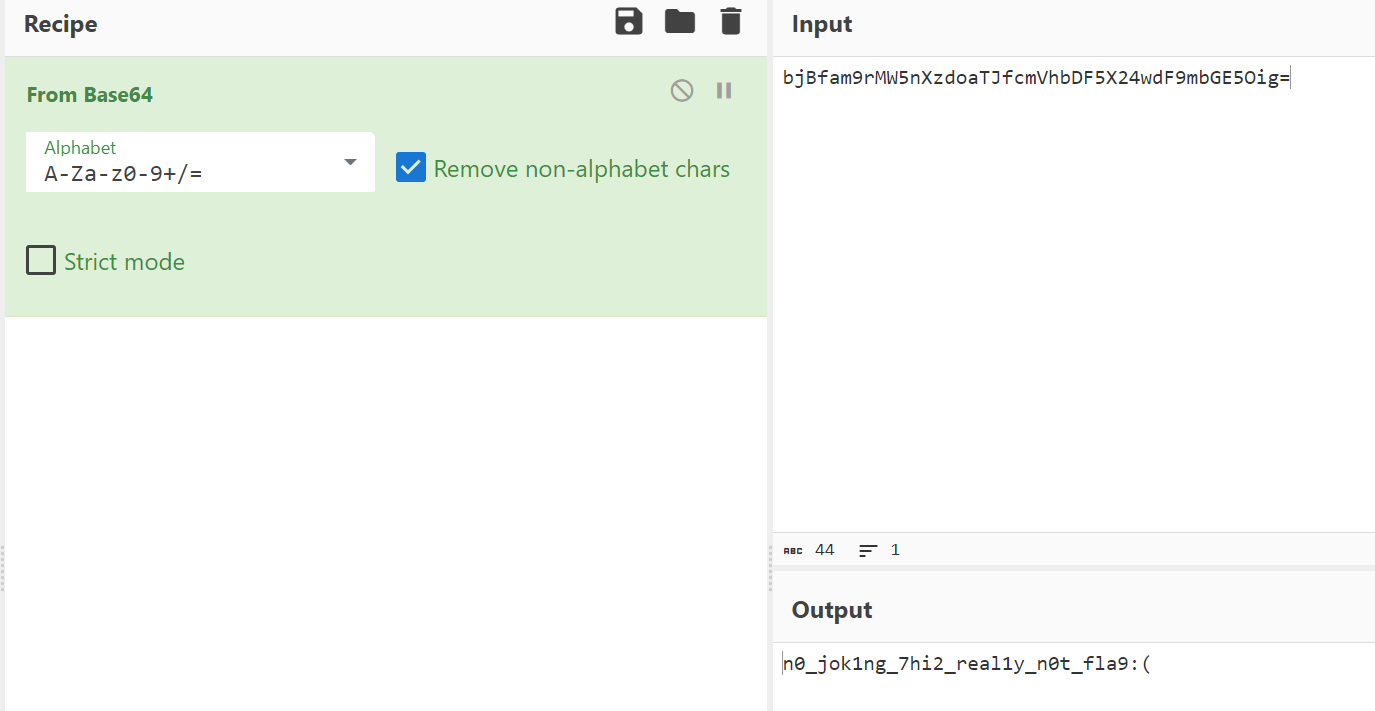 Recipe
From Base64
Alphabet
A-Za-z0-9+/=
Remove non-alphabet chars
Strict mode
Input
bjBfam9rMW5nXzdoaTJfcmVhbDF5X24wdF9mbGE5Oig=
ABC 44 1
Output
n0_jok1ng_7hi2_real1y_n0t_fla9:(